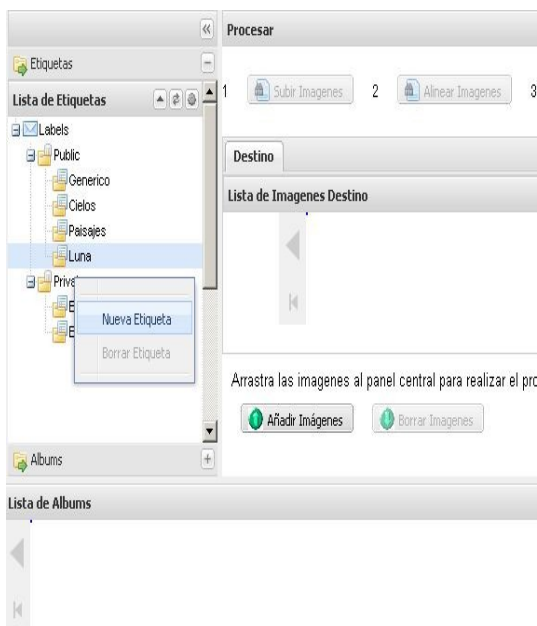 Procesar
Etiquetas
Lista de Etiquetas
1 Subir Imagenes 2 Alinear Imagenes 3
Labels
Public
Generico
Cielos
Paisajes
Luna
Nueva Etiqueta
Borrar Etiqueta
Destino
Lista de Imagenes Destino
Arrastra las imagenes al panel central para realizar el
Añadir Imágenes
Borrar Imagenes
Albums
Lista de Albums